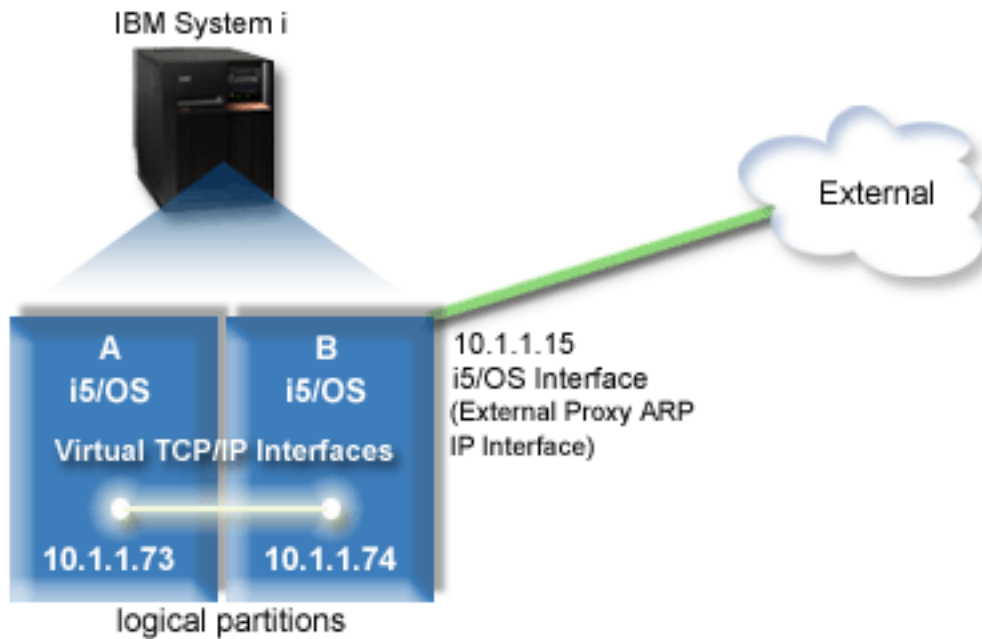 IBM System i
External
A
i5/OS
B
i5/OS
10.1.1.15
i5/OS Interface
(External Proxy ARP
IP Interface)
Virtual TCP/IP Interfaces
10.1.1.73
10.1.1.74
logical partitions